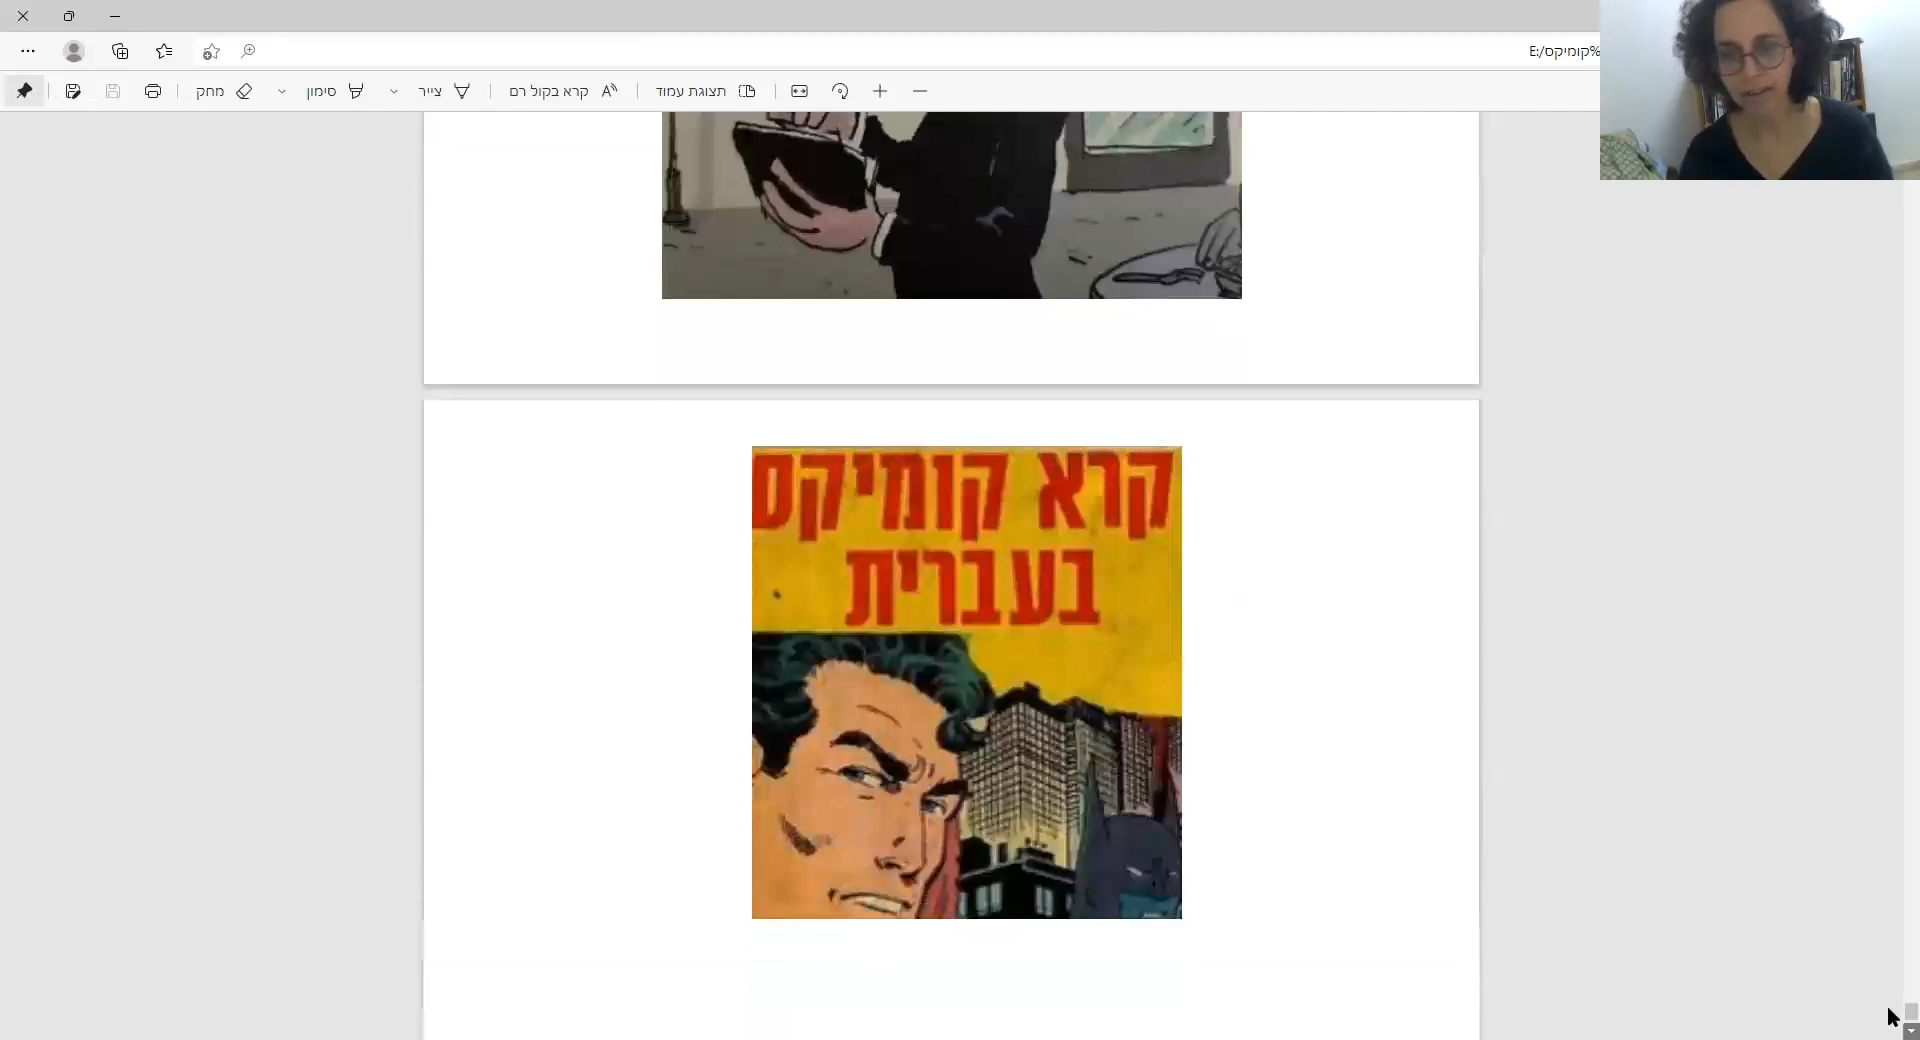 E:/קומיקס%
תצוגת עמוד
קרא בקול רם
צייר
סימון
מחק
קרא קומיקס
בעברית